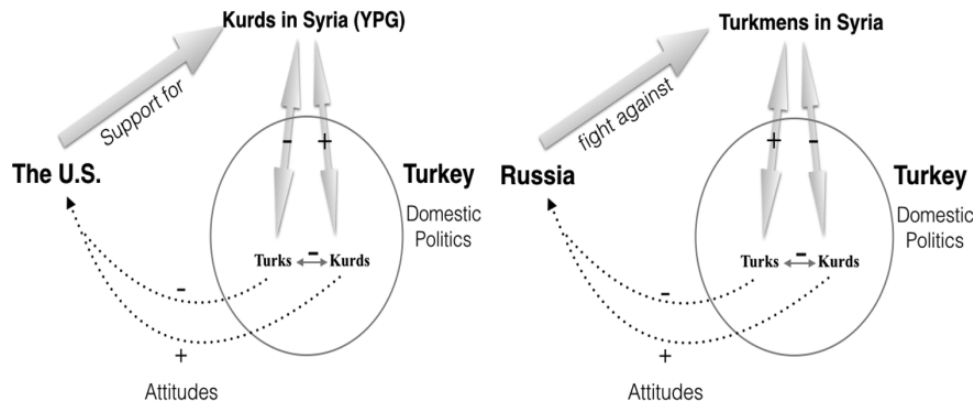 Kurds in Syria (YPG)
Support for
- +
The U.S.
Turkey
Domestic
Politics
Turks - Kurds
-
+
Attitudes
Turkmens in Syria
fight against
+ -
Russia
Turkey
Domestic
Politics
Turks - Kurds
-
+
Attitudes